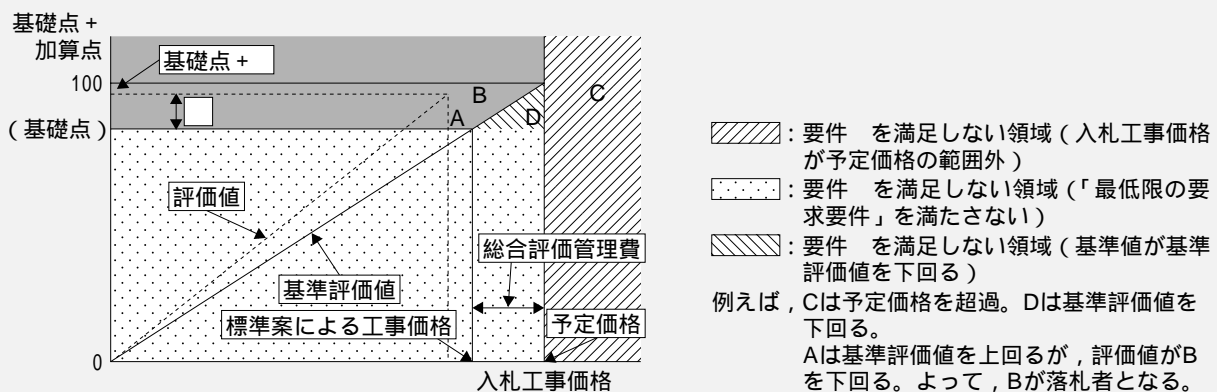 基礎点 +
加算点
基礎点 +
100
B
C
A
D
(基礎点)
評価値
総合評価管理費
基準評価値
標準案による工事価格
予定価格
0
入札工事価格
：要件　を満足しない領域（入札工事価格
が予定価格の範囲外）
：要件　を満足しない領域（「最低限の要
求要件」を満たさない）
：要件　を満足しない領域（基準値が基準
評価値を下回る）
例えば，Cは予定価格を超過。Dは基準評価値を
下回る。
Aは基準評価値を上回るが，評価値がB
を下回る。よって，Bが落札者となる。